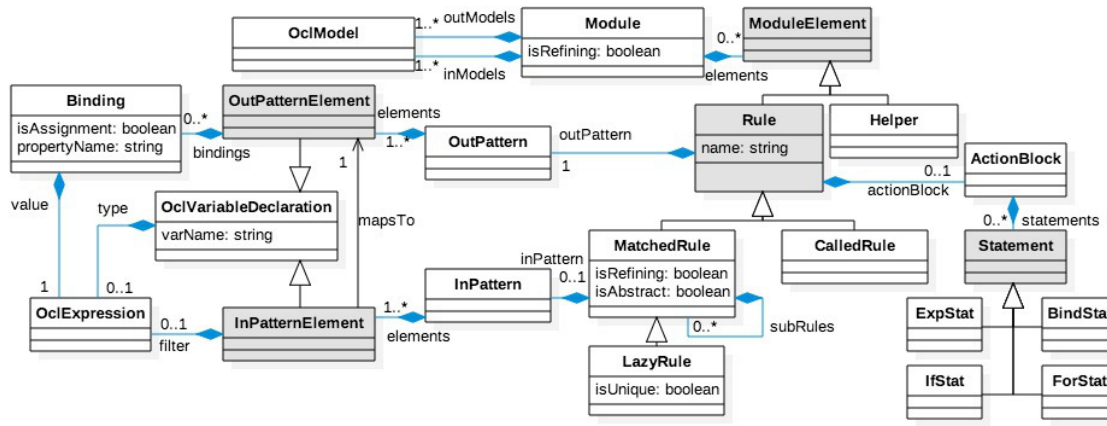 OclModel
1..*
outModels
1..*
inModels
Module
isRefining: boolean
0..*
elements
ModuleElement
Binding
isAssignment: boolean
propertyName: string
0..*
bindings
OutPatternElement
elements
1..*
OutPattern
outPattern
1
Rule
name: string
Helper
0..1
actionBlock
ActionBlock
value
type
OclVariableDeclaration
varName: string
1
mapsTo
0..*
statements
Statement
MatchedRule
isRefining: boolean
isAbstract: boolean
CalledRule
inPattern
0..1
InPattern
1
0..1
OclExpression
0..1
filter
InPatternElement
1..*
elements
0..*
subRules
ExpStat
BindStat
LazyRule
isUnique: boolean
IfStat
ForStat